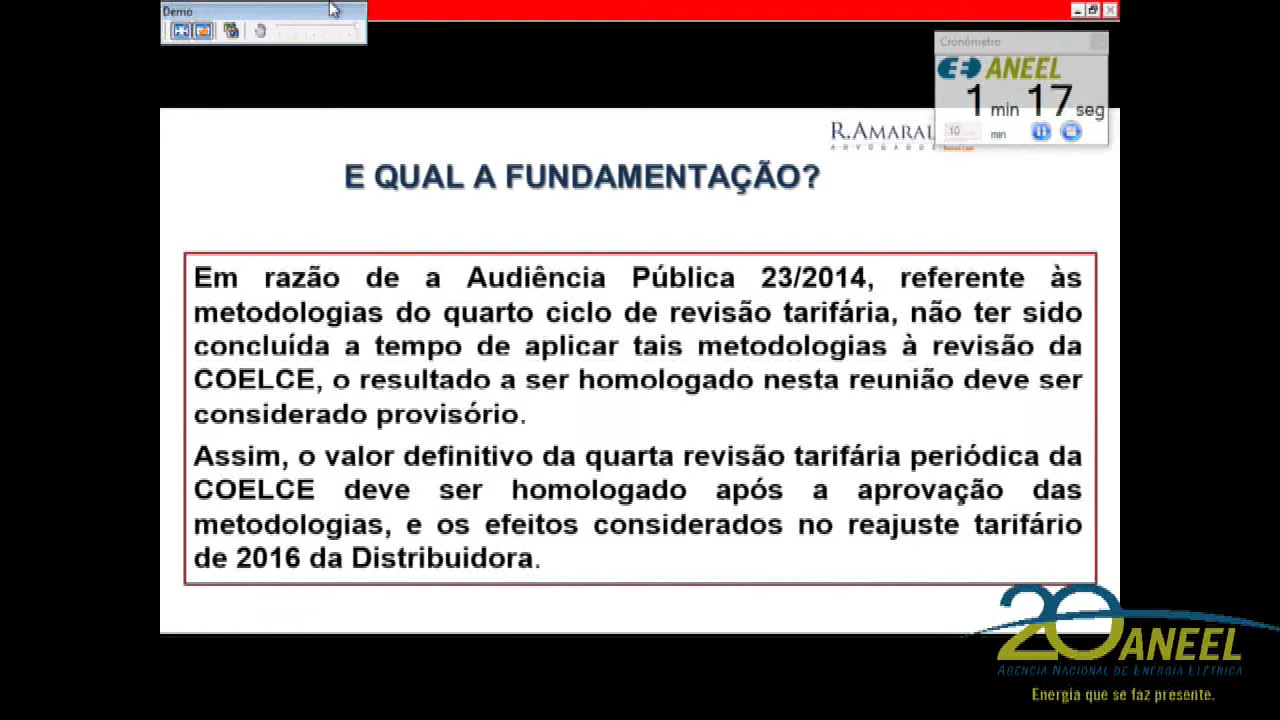 Demo
Cronômetro
ANEEL
1 min 17 seg
10 min
R.AMARAL
ADVOGADOS
E QUAL A FUNDAMENTAÇÃO?
Em razão de a Audiência Pública 23/2014, referente às
metodologias do quarto ciclo de revisão tarifária, não ter sido
concluída a tempo de aplicar tais metodologias à revisão da
COELCE, o resultado a ser homologado nesta reunião deve ser
considerado provisório.
Assim, o valor definitivo da quarta revisão tarifária periódica da
COELCE deve ser homologado após a aprovação das
metodologias, e os efeitos considerados no reajuste tarifário
de 2016 da Distribuidora.
20 ANEEL
AGÊNCIA NACIONAL DE ENERGIA ELÉTRICA
Energia que se faz presente.